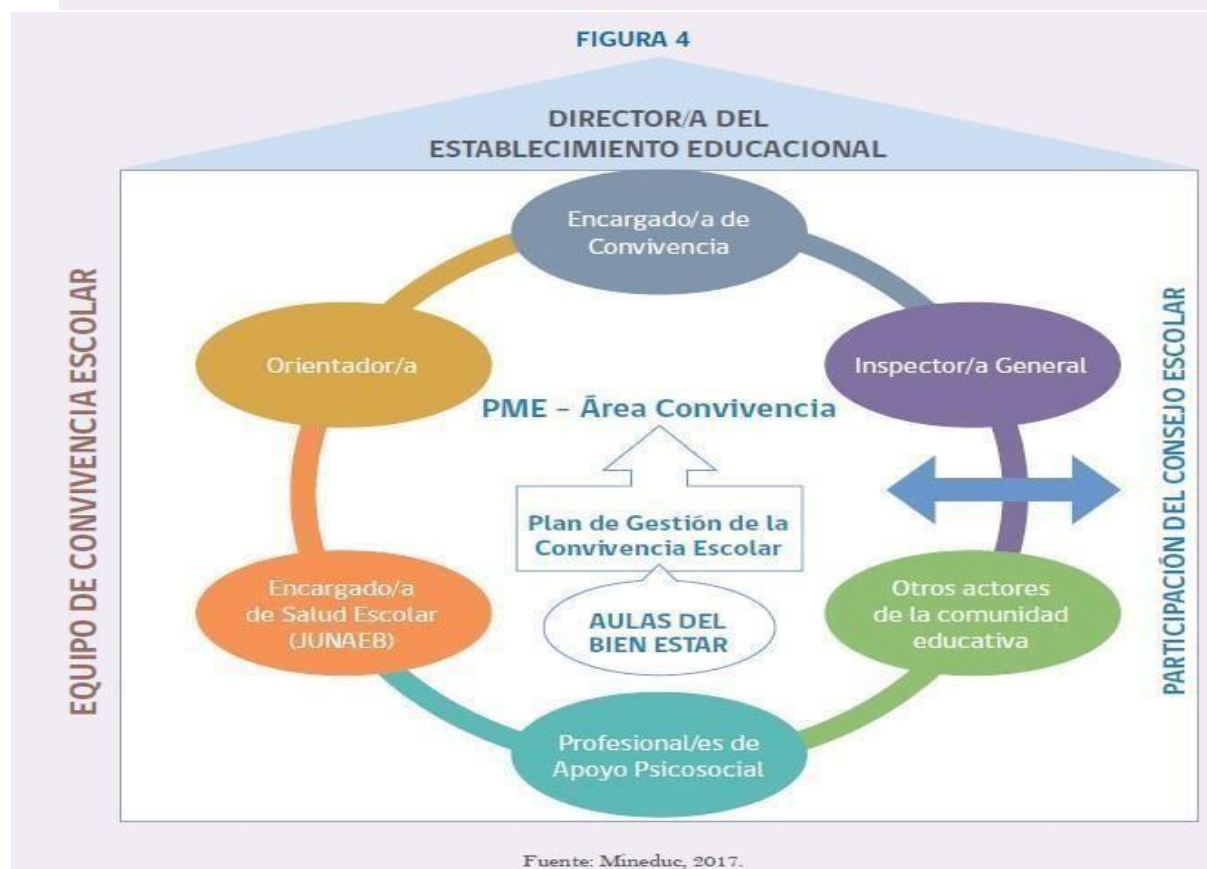 FIGURA 4
DIRECTOR/A DEL
ESTABLECIMIENTO EDUCACIONAL
EQUIPO DE CONVIVENCIA ESCOLAR
Encargado/a de
Convivencia
Orientador/a
Inspector/a General
PME – Área Convivencia
Plan de Gestión de la
Convivencia Escolar
AULAS DEL
BIEN ESTAR
Encargado/a
de Salud Escolar
(JUNAEB)
Otros actores
de la comunidad
educativa
Profesional/es de
Apoyo Psicosocial
PARTICIPACIÓN DEL CONSEJO ESCOLAR
Fuente: Mineduc, 2017.